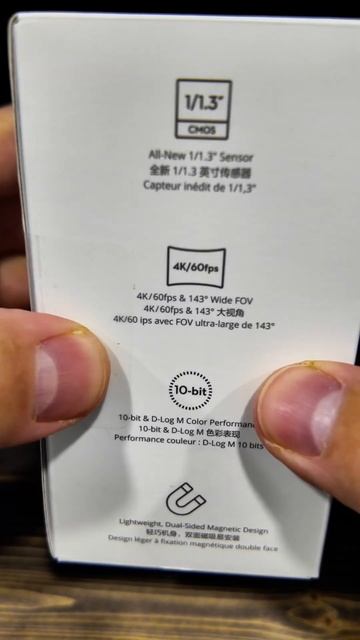 1/1.3"
CMOS
All-New 1/1.3" Sensor
全新 1/1.3 英寸传感器
Capteur inédit de 1/1,3"
4K/60fps
4K/60fps & 143° Wide FOV
4K/60fps & 143° 大视角
4K/60 ips avec FOV ultra-large de 143°
10-bit
10-bit & D-Log M Color Performan
10-bit & D-Log M 色彩表现
Performance couleur : D-Log M 10 bits
Lightweight, Dual-Sided Magnetic Design
轻巧机身，双面磁吸易安装
Design léger à fixation magnétique double face